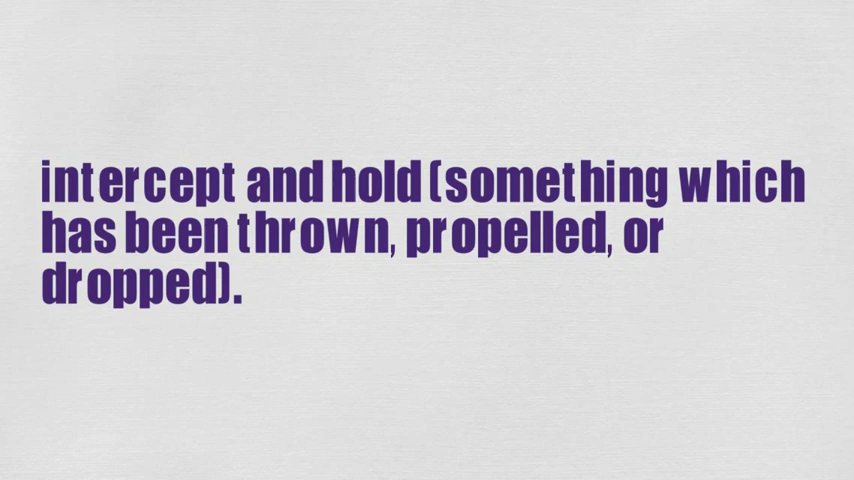 intercept and hold (something which
has been thrown, propelled, or
dropped).